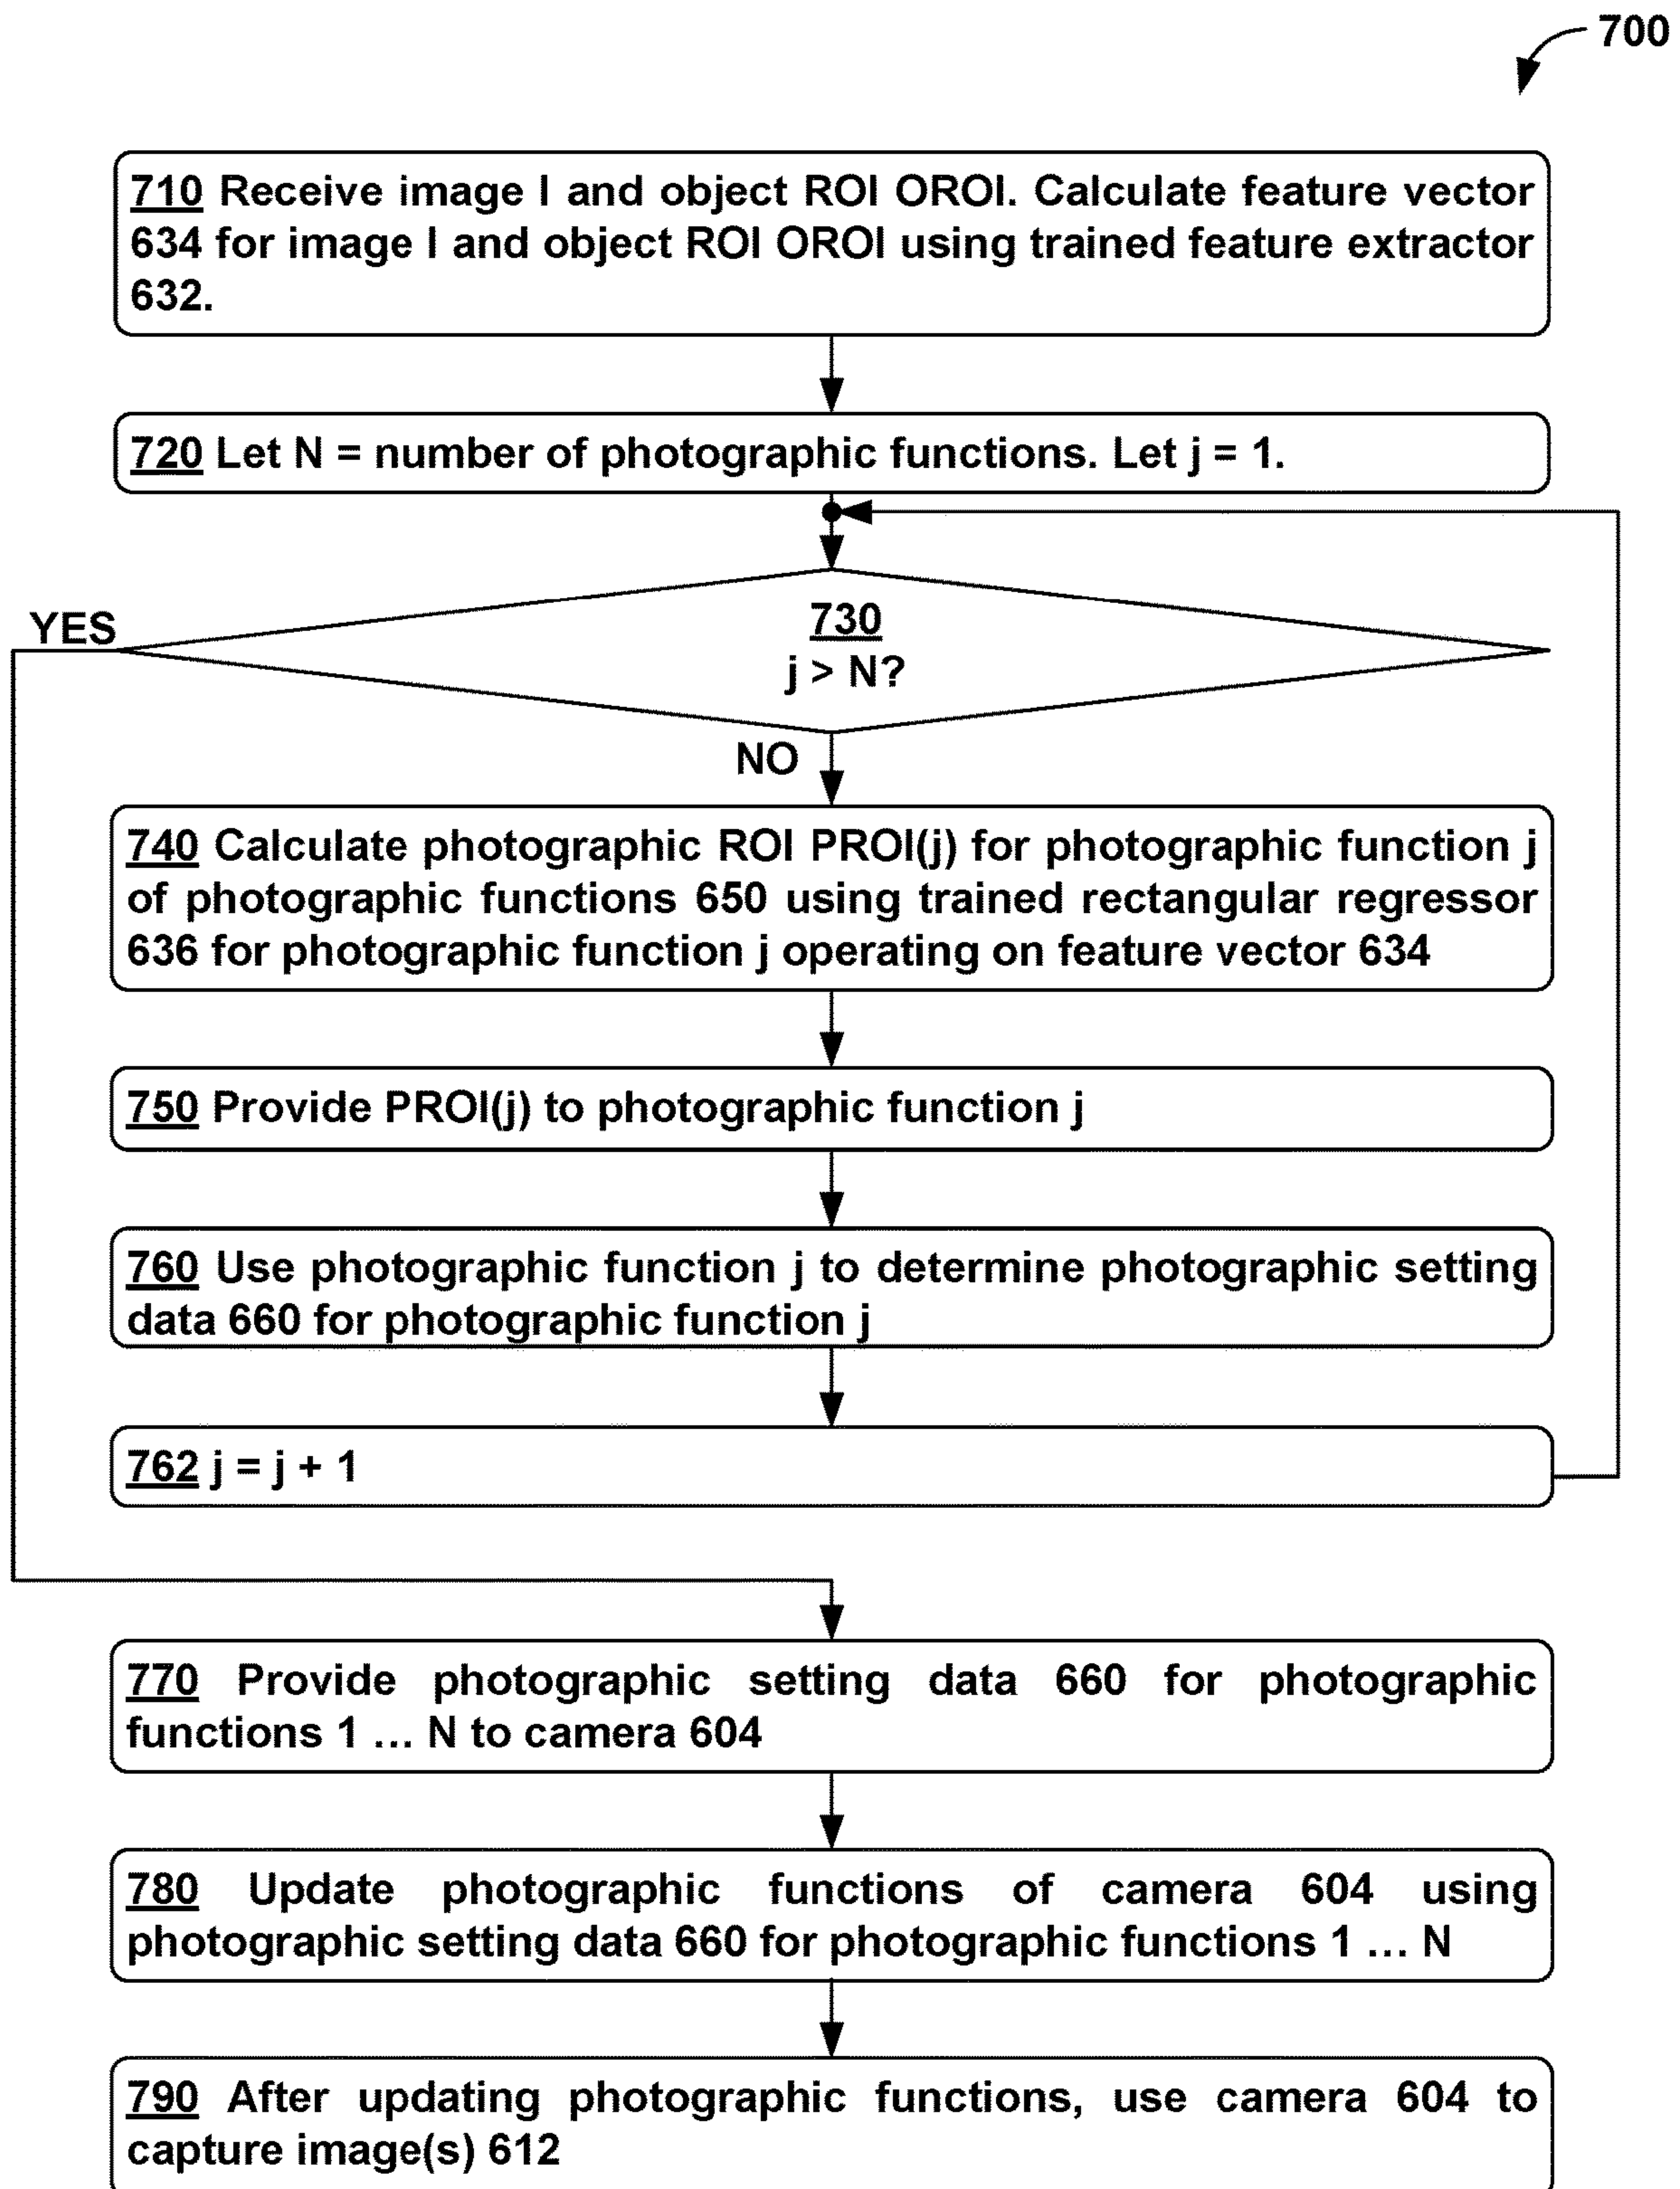 700
710 Receive image I and object ROI OROI. Calculate feature vector
634 for image I and object ROI OROI using trained feature extractor
632.
720 Let N = number of photographic functions. Let j = 1.
YES
730
j > N?
NO
740 Calculate photographic ROI PROI(j) for photographic function j
of photographic functions 650 using trained rectangular regressor
636 for photographic function j operating on feature vector 634
750 Provide PROI(j) to photographic function j
760 Use photographic function j to determine photographic setting
data 660 for photographic function j
762 j = j + 1
770 Provide photographic setting data 660 for photographic
functions 1 ... N to camera 604
780 Update photographic functions of camera 604 using
photographic setting data 660 for photographic functions 1 ... N
790 After updating photographic functions, use camera 604 to
capture image(s) 612